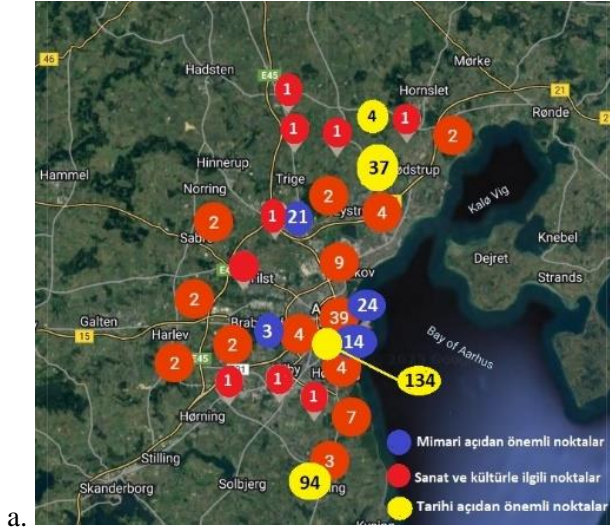 46
Hadsten
E45
Mørke
1
Hornslet
21
4
Rønde
1
1
1
2
Hinnerup
37
Hammel
Trige
Norring
2
Kalø Vig
2
1
21
4
Knebel
9
Dejret
Strands
2
24
Galten
39
3
4
14
15
Harlev
2
Bay of Aarhus
2
E45
4
134
1
1
1
Hørning
7
Mimari açıdan önemli noktalar
Stilling
3
Sanat ve kültürle ilgili noktalar
Skanderborg
Solbjerg
94
Tarihi açıdan önemli noktalar
a.